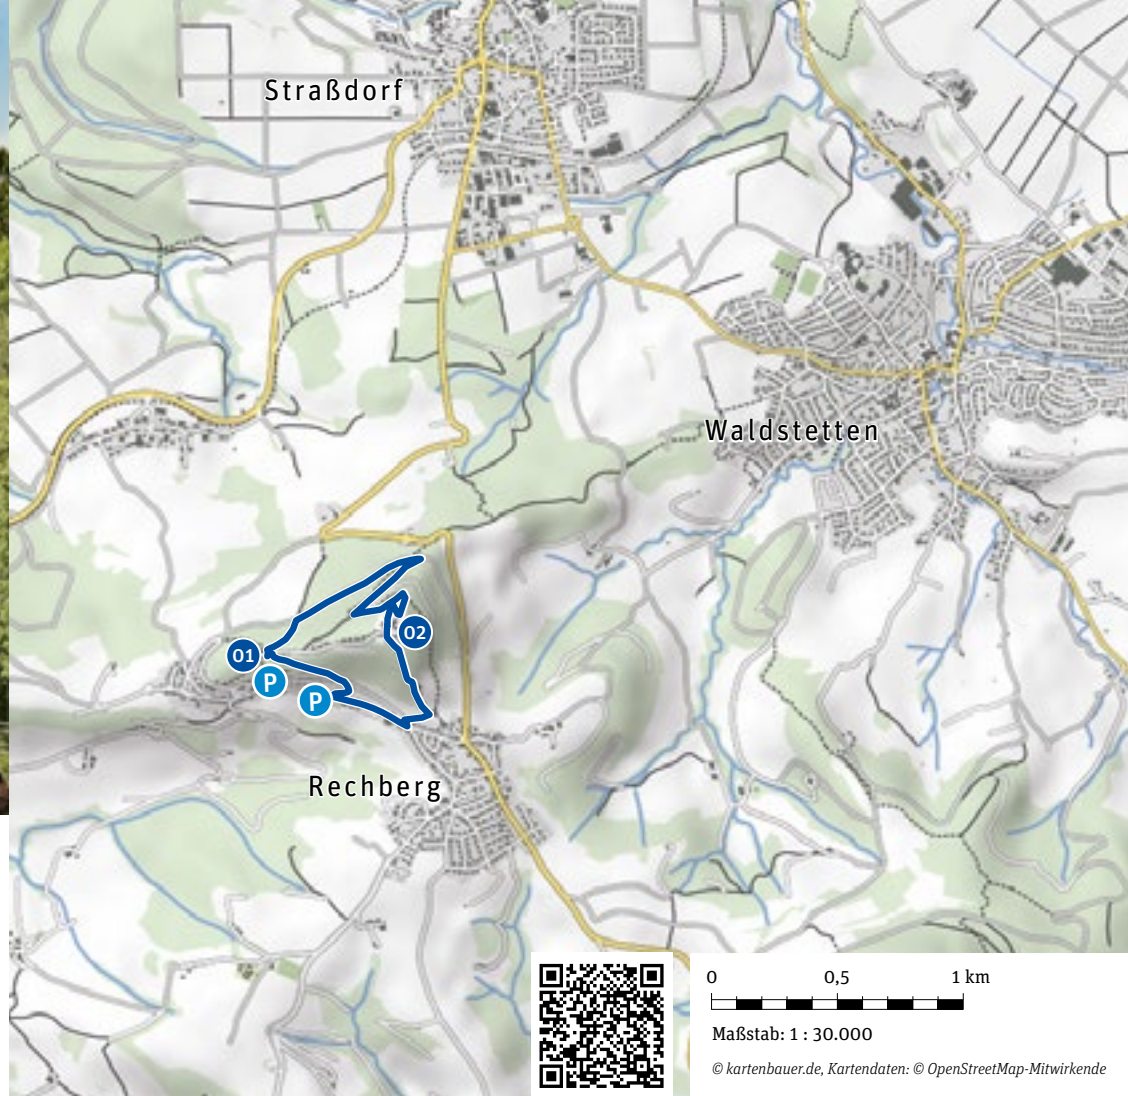 Straßdorf
Waldstetten
01
02
P
P
Rechberg
0 0,5 1 km
Maßstab: 1 : 30.000
© kartenbauer.de, Kartendaten: © OpenStreetMap-Mitwirkende